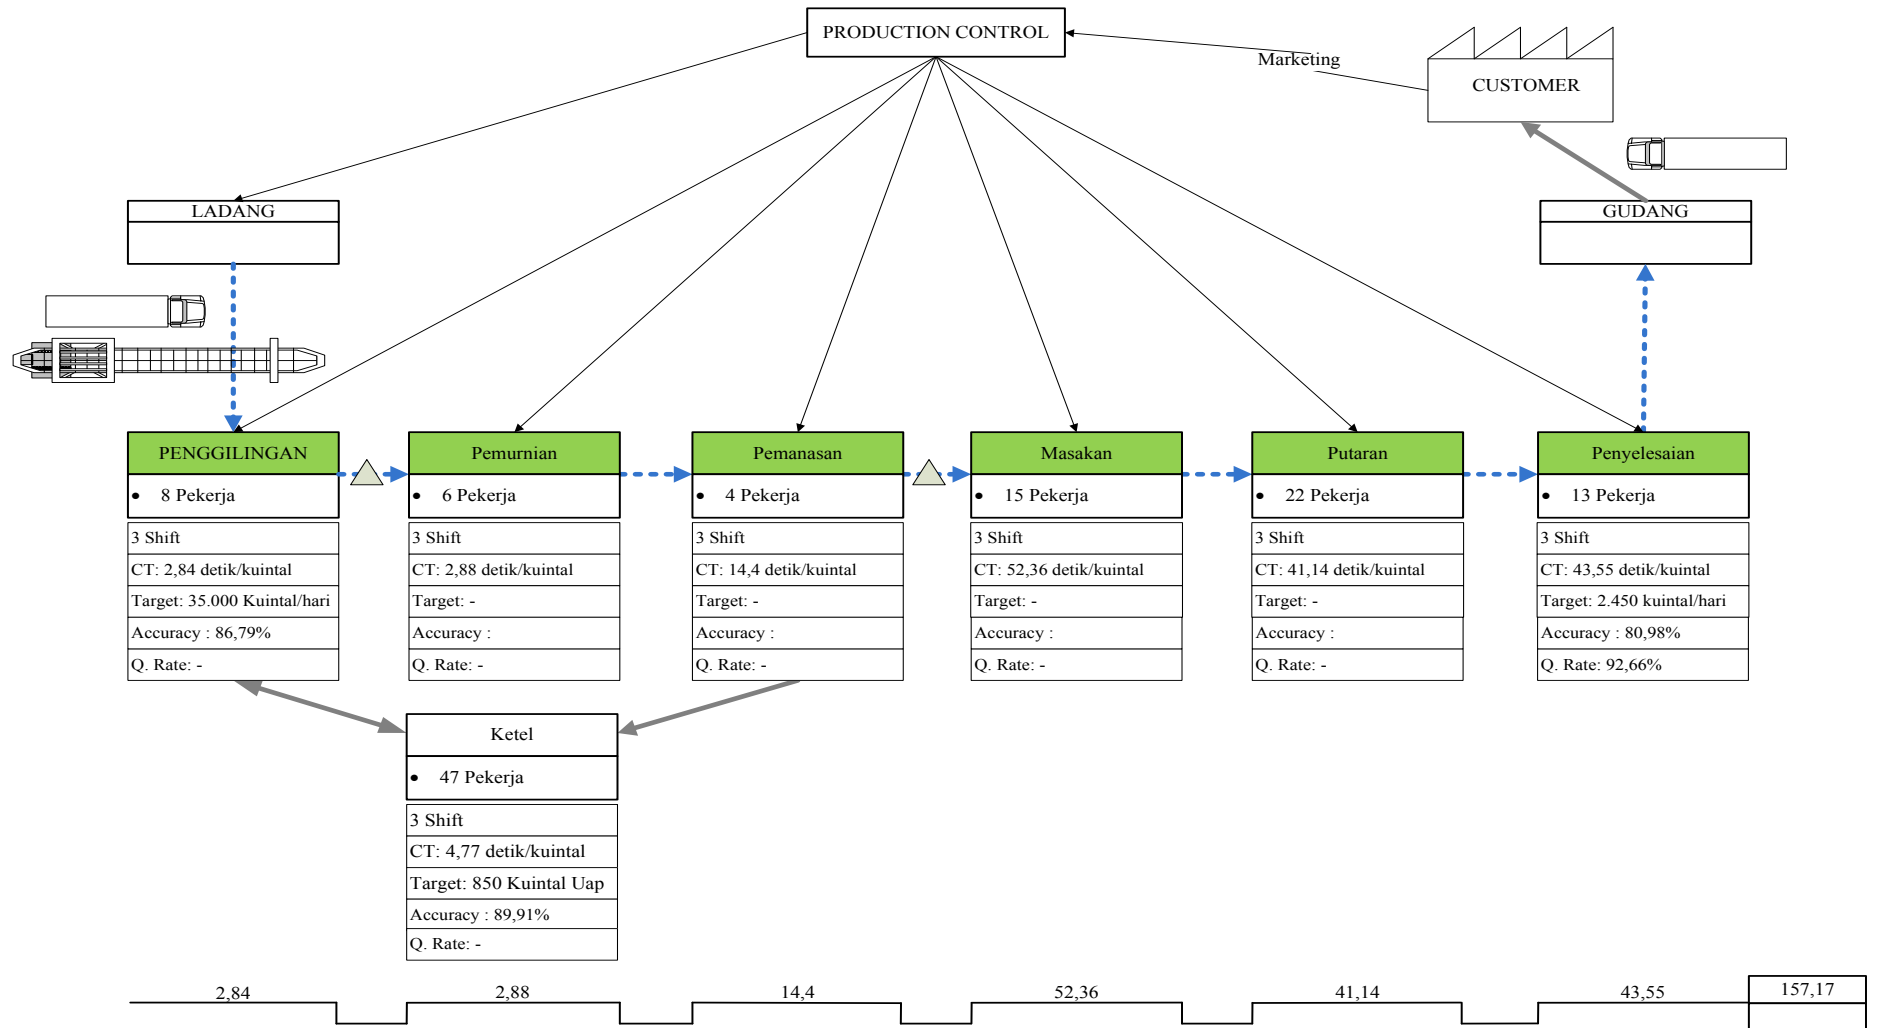 PRODUCTION CONTROL
Marketing
CUSTOMER
LADANG
GUDANG
PENGGILINGAN
• 8 Pekerja
3 Shift
CT: 2,84 detik/kuintal
Target: 35.000 Kuintal/hari
Accuracy : 86,79%
Q. Rate: -
Pemurnian
• 6 Pekerja
3 Shift
CT: 2,88 detik/kuintal
Target: -
Accuracy :
Q. Rate: -
Pemanasan
• 4 Pekerja
3 Shift
CT: 14,4 detik/kuintal
Target: -
Accuracy :
Q. Rate: -
Masakan
• 15 Pekerja
3 Shift
CT: 52,36 detik/kuintal
Target: -
Accuracy :
Q. Rate: -
Putaran
• 22 Pekerja
3 Shift
CT: 41,14 detik/kuintal
Target: -
Accuracy :
Q. Rate: -
Penyelesaian
• 13 Pekerja
3 Shift
CT: 43,55 detik/kuintal
Target: 2.450 kuintal/hari
Accuracy : 80,98%
Q. Rate: 92,66%
Ketel
• 47 Pekerja
3 Shift
CT: 4,77 detik/kuintal
Target: 850 Kuintal Uap
Accuracy : 89,91%
Q. Rate: -
2,84
2,88
14,4
52,36
41,14
43,55
157,17